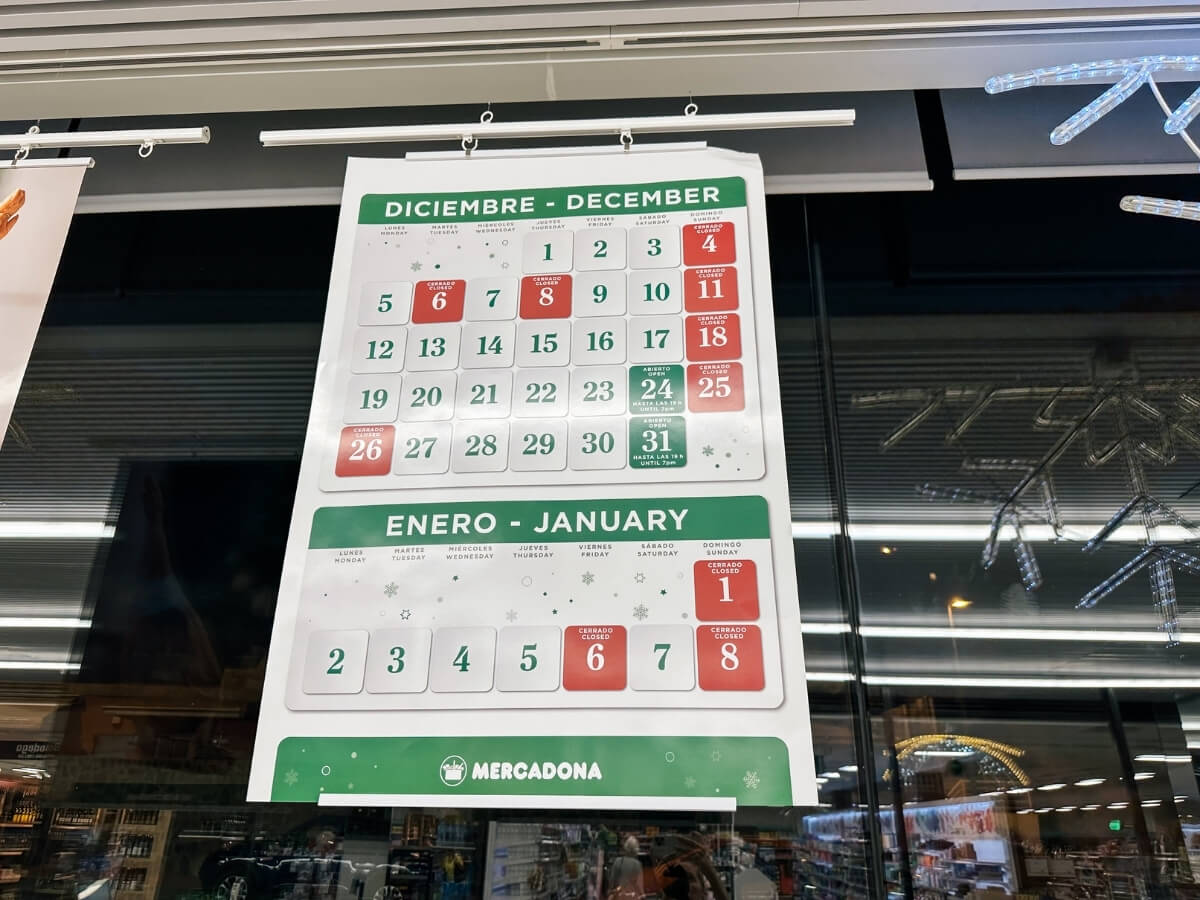 DICIEMBRE - DECEMBER
LUNES MARTES MIÉRCOLES JUEVES VIERNES SÁBADO DOMINGO
MONDAY TUESDAY WEDNESDAY THURSDAY FRIDAY SATURDAY SUNDAY
CERRADO
CLOSED
1 2 3 4
CERRADO CERRADO CERRADO
CLOSED CLOSED CLOSED
5 6 7 8 9 10 11
CERRADO
CLOSED
12 13 14 15 16 17 18
ABIERTO CERRADO
OPEN CLOSED
19 20 21 22 23 24 25
HASTA LAS 19 h
UNTIL 7pm
CERRADO ABIERTO
CLOSED OPEN
26 27 28 29 30 31
HASTA LAS 19 h
UNTIL 7pm
ENERO - JANUARY
LUNES MARTES MIÉRCOLES JUEVES VIERNES SÁBADO DOMINGO
MONDAY TUESDAY WEDNESDAY THURSDAY FRIDAY SATURDAY SUNDAY
CERRADO
CLOSED
1
CERRADO CERRADO
CLOSED CLOSED
2 3 4 5 6 7 8
MERCADONA